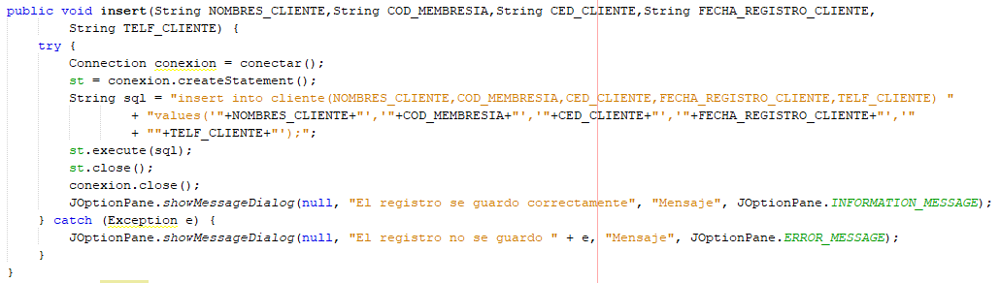 public void insert(String NOMBRES_CLIENTE,String COD_MEMBRESIA,String CED_CLIENTE,String FECHA_REGISTRO_CLIENTE,
String TELF_CLIENTE) {
try {
Connection conexion = conectar();
st = conexion.createStatement();
String sql = "insert into cliente(NOMBRES_CLIENTE,COD_MEMBRESIA,CED_CLIENTE,FECHA_REGISTRO_CLIENTE,TELF_CLIENTE) "
+ "values('"+NOMBRES_CLIENTE+"','"+COD_MEMBRESIA+"','"+CED_CLIENTE+"','"+FECHA_REGISTRO_CLIENTE+"','"
+ ""+TELF_CLIENTE+"');";
st.execute(sql);
st.close();
conexion.close();
JOptionPane.showMessageDialog(null, "El registro se guardo correctamente", "Mensaje", JOptionPane.INFORMATION_MESSAGE);
} catch (Exception e) {
JOptionPane.showMessageDialog(null, "El registro no se guardo " + e, "Mensaje", JOptionPane.ERROR_MESSAGE);
}
}